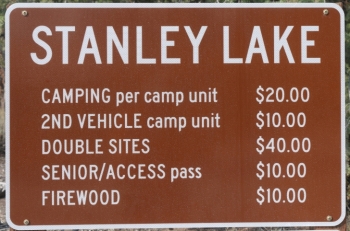 STANLEY LAKE
CAMPING per camp unit $20.00
2ND VEHICLE camp unit $10.00
DOUBLE SITES $40.00
SENIOR/ACCESS pass $10.00
FIREWOOD $10.00